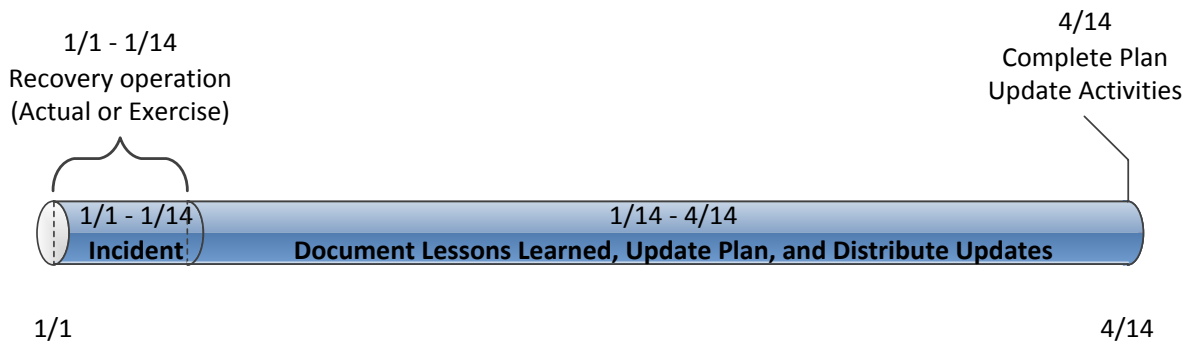 1/1 - 1/14
Recovery operation
(Actual or Exercise)
4/14
Complete Plan
Update Activities
1/1 - 1/14
Incident
1/14 - 4/14
Document Lessons Learned, Update Plan, and Distribute Updates
1/1
4/14